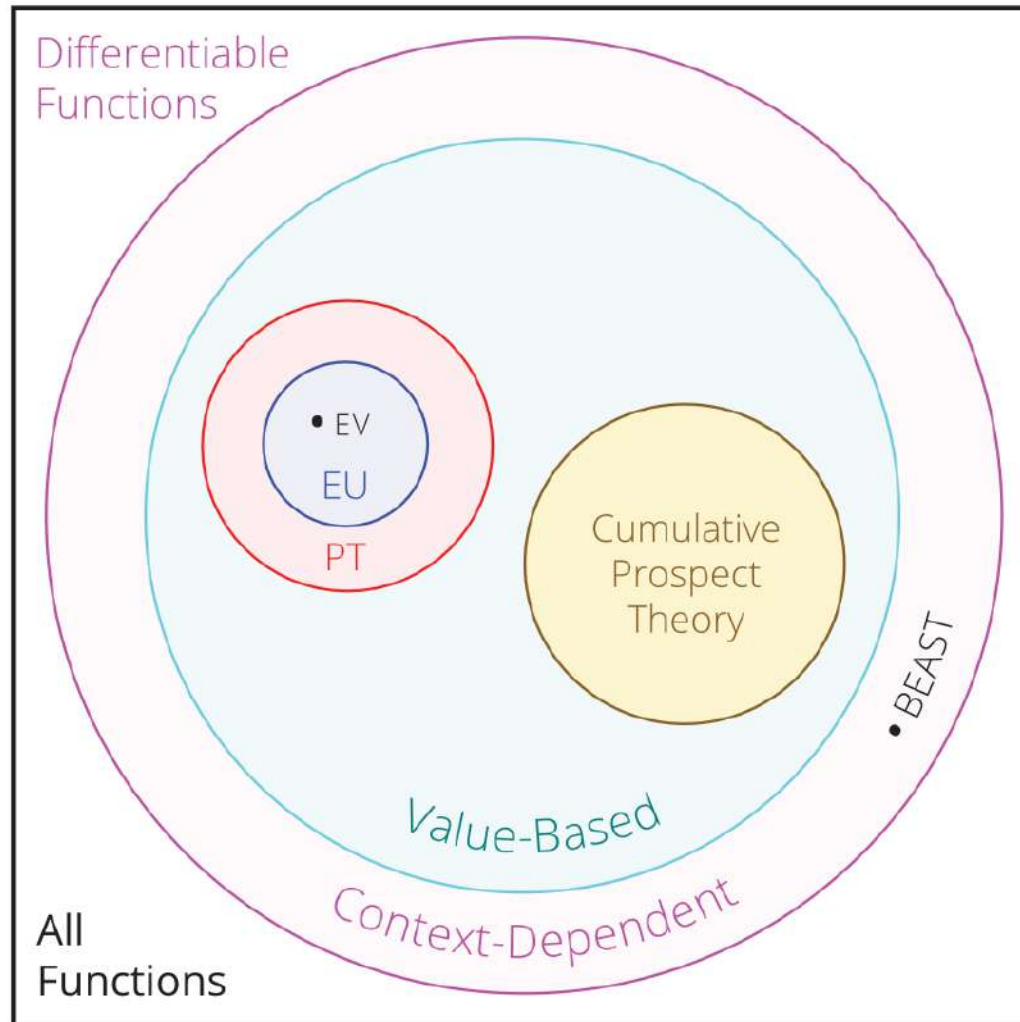 Differentiable
Functions
EV
EU
PT
Cumulative
Prospect
Theory
BEAST
Value-Based
Context-Dependent
All
Functions